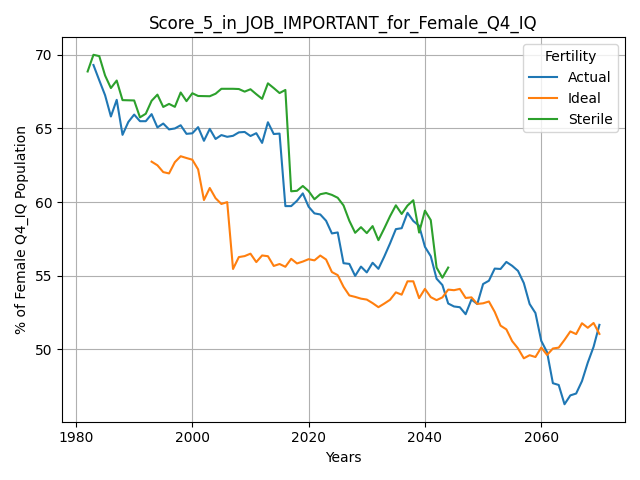 Score_5_in_JOB_IMPORTANT_for_Female_Q4_IQ
% of Female Q4_IQ Population
70
65
60
55
50
Fertility
Actual
Ideal
Sterile
1980
2000
2020
2040
2060
Years